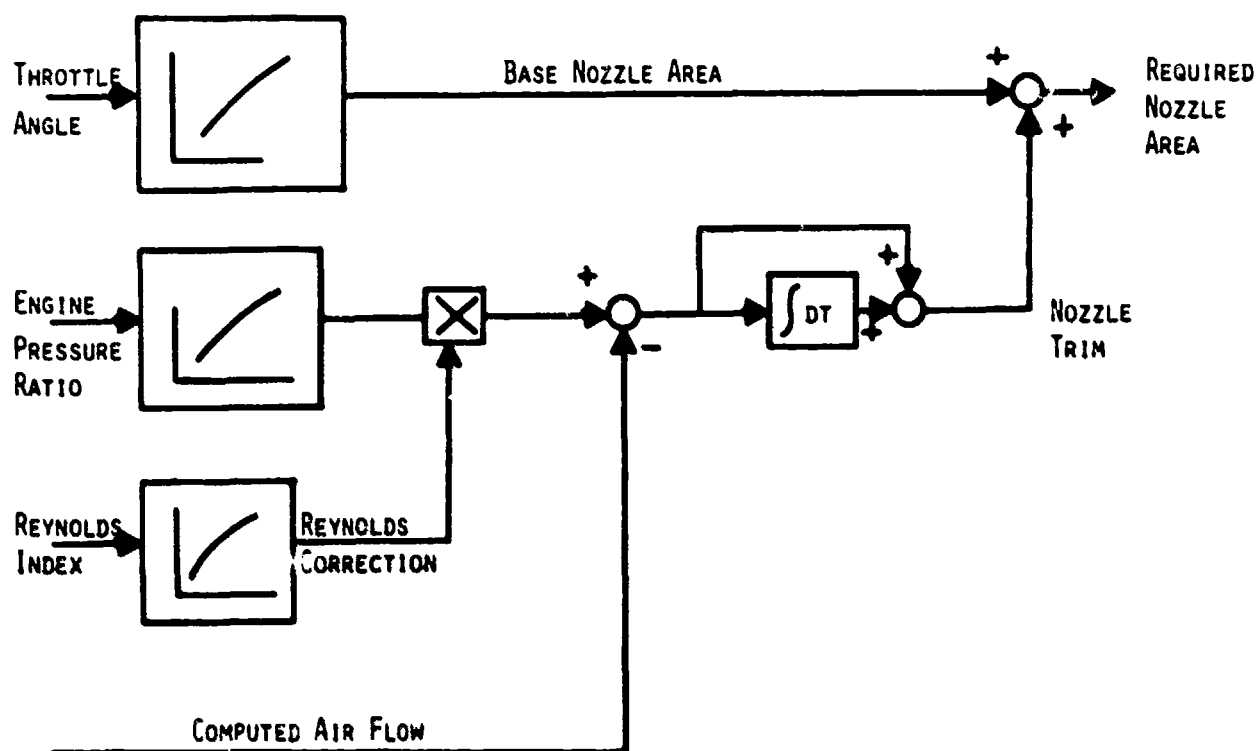 THROTTLE
ANGLE
BASE NOZZLE AREA
+
+
REQUIRED
NOZZLE
AREA
ENGINE
PRESSURE
RATIO
×
+
-
∫DT
+
+
NOZZLE
TRIM
REYNOLDS
INDEX
REYNOLDS
CORRECTION
COMPUTED AIR FLOW